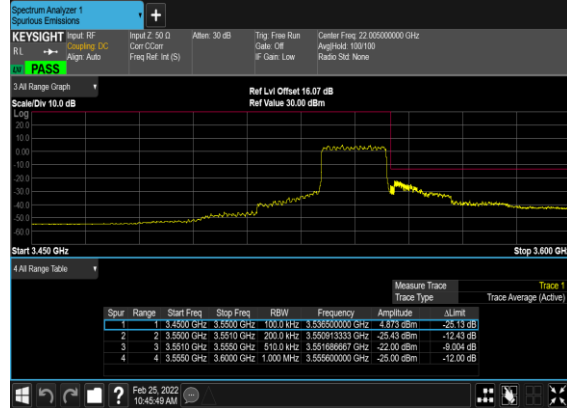 Spectrum Analyzer 1
Spurious Emissions
+
KEYSIGHT Input: RF Input Z: 50 Ω Atten: 30 dB Trig: Free Run Center Freq: 22.005000000 GHz
RL Coupling: DC Corr CCorr Gate: Off Avg|Hold: 100/100
Align: Auto Freq Ref: Int (S) IF Gain: Low Radio Std: None
PASS
3 All Range Graph
Ref Lvl Offset 16.07 dB
Scale/Div 10.0 dB Ref Value 30.00 dBm
Log
20.0
10.0
0.00
-10.0
-20.0
-30.0
-40.0
-50.0
-60.0
Start 3.450 GHz Stop 3.600 GHz
4 All Range Table
Measure Trace Trace 1
Trace Type Trace Average (Active)
Spur Range Start Freq Stop Freq RBW Frequency Amplitude ΔLimit
1 1 3.4500 GHz 3.5500 GHz 100.0 kHz 3.536500000 GHz 4.873 dBm -25.13 dB
2 2 3.5500 GHz 3.5510 GHz 200.0 kHz 3.550913333 GHz -25.43 dBm -12.43 dB
3 3 3.5510 GHz 3.5550 GHz 510.0 kHz 3.551686667 GHz -22.00 dBm -9.004 dB
4 4 3.5550 GHz 3.6000 GHz 1.000 MHz 3.555600000 GHz -25.00 dBm -12.00 dB
? Feb 25, 2022
10:45:49 AM